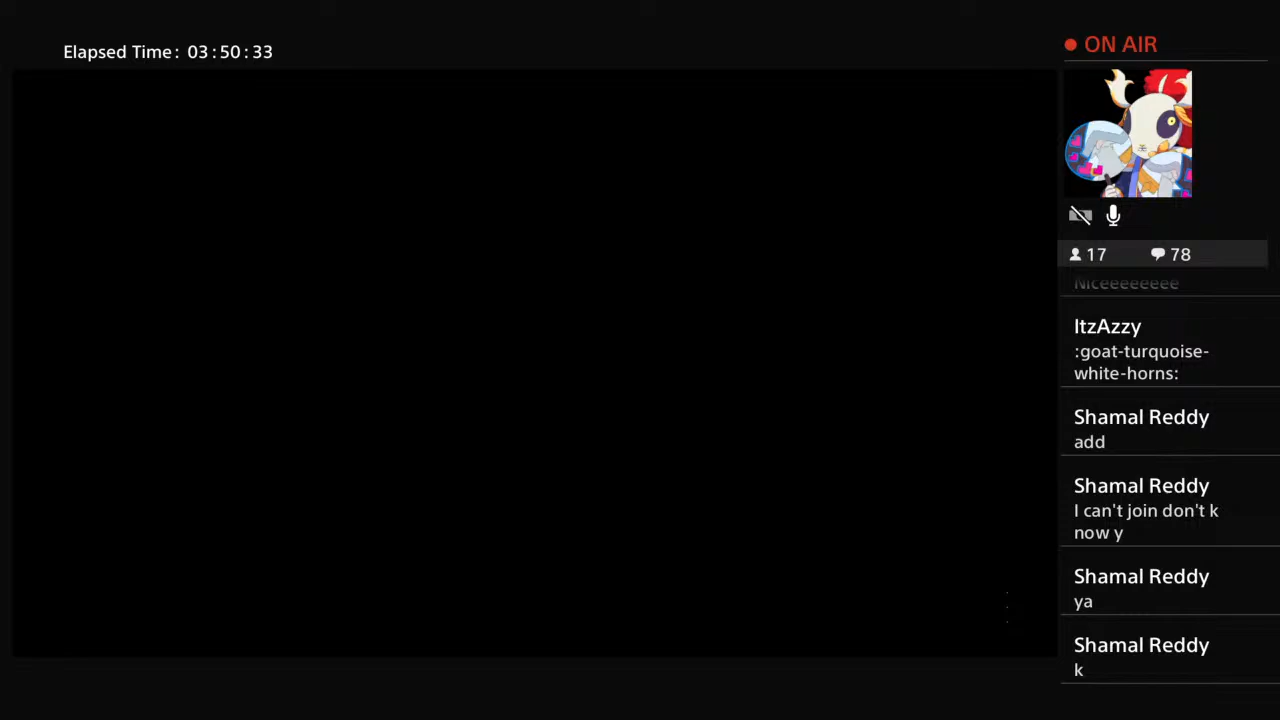 Elapsed Time: 03:50:33
ON AIR
17 78
Niceeeeeeee
ItzAzzy
:goat-turquoise-
white-horns:
Shamal Reddy
add
Shamal Reddy
I can't join don't k
now y
Shamal Reddy
ya
Shamal Reddy
k